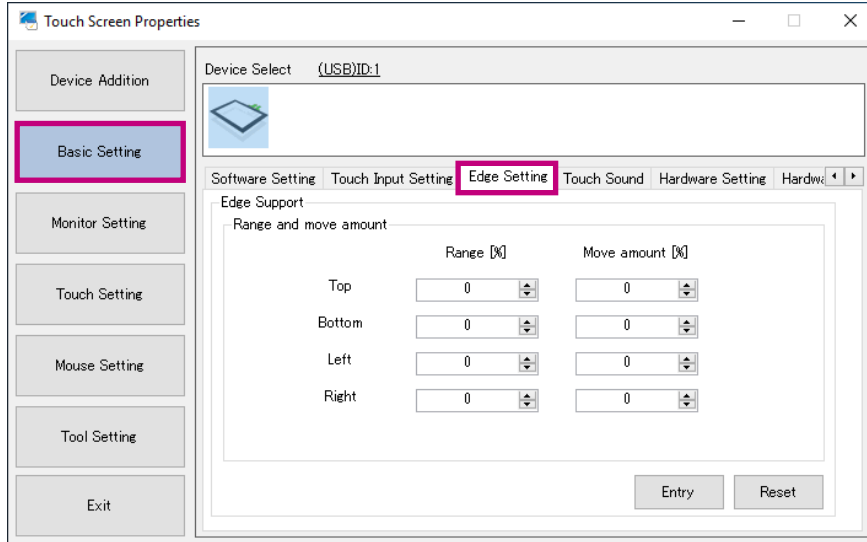 Touch Screen Properties
Device Addition
Basic Setting
Monitor Setting
Touch Setting
Mouse Setting
Tool Setting
Exit
Device Select (USB)ID:1
Software Setting Touch Input Setting Edge Setting Touch Sound Hardware Setting
Edge Support
Range and move amount
Range [%] Move amount [%]
Top 0 0
Bottom 0 0
Left 0 0
Right 0 0
Entry Reset